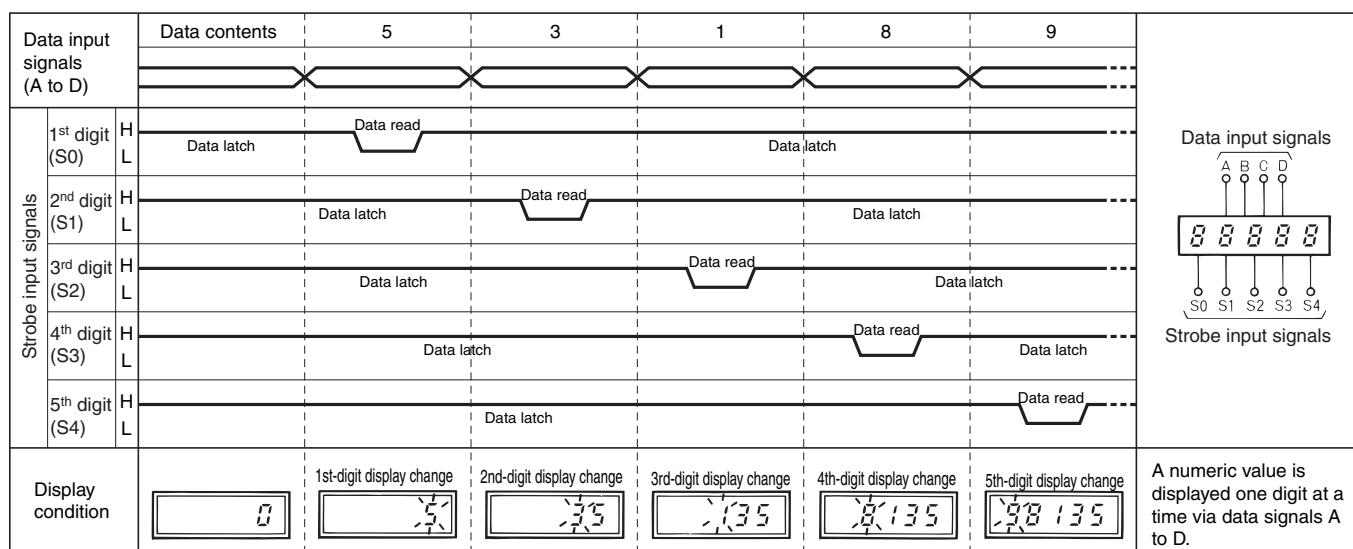 Data input
signals
(A to D)
Data contents
5
3
1
8
9
Strobe input signals
1st digit
(S0)
H
L
Data latch
Data read
Data latch
2nd digit
(S1)
H
L
Data latch
Data read
Data latch
3rd digit
(S2)
H
L
Data latch
Data read
Data latch
4th digit
(S3)
H
L
Data latch
Data read
Data latch
5th digit
(S4)
H
L
Data latch
Data read
Data input signals
A B C D
8 8 8 8 8
S0 S1 S2 S3 S4
Strobe input signals
Display
condition
0
1st-digit display change
5
2nd-digit display change
35
3rd-digit display change
135
4th-digit display change
8135
5th-digit display change
98135
A numeric value is
displayed one digit at a
time via data signals A
to D.